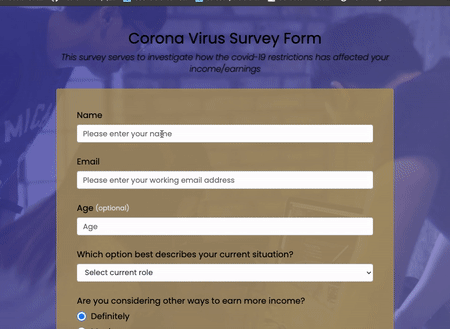 Corona Virus Survey Form
This survey serves to investigate how the covid-19 restrictions has affected your
income/earnings
Name
Please enter your name
Email
Please enter your working email address
Age (optional)
Age
Which option best describes your current situation?
Select current role
Are you considering other ways to earn more income?
Definitely